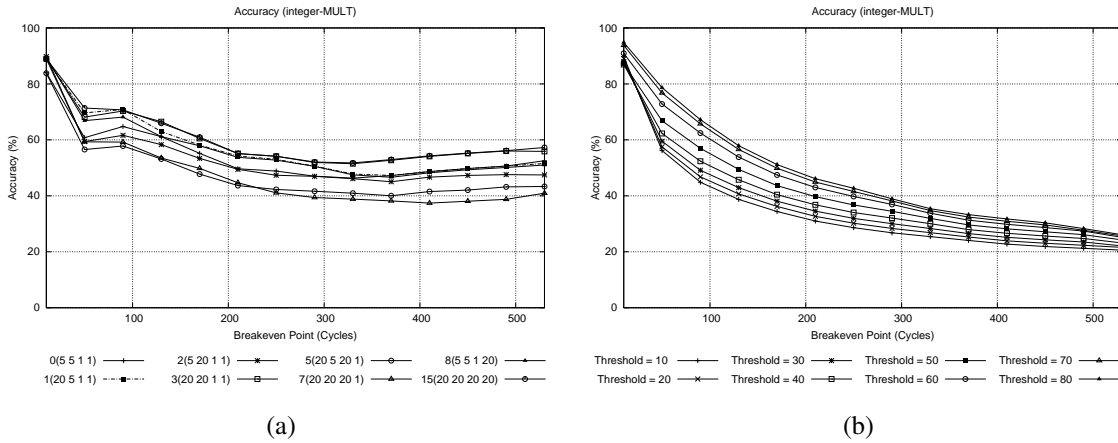 Accuracy (integer-MULT)
100
80
60
40
20
0
Accuracy (%)
100 200 300 400 500
Breakeven Point (Cycles)
0(5 5 1 1) 2(5 20 1 1) 5(20 5 20 1) 8(5 5 1 20)
1(20 5 1 1) 3(20 20 1 1) 7(20 20 20 1) 15(20 20 20 20)
(a)
Accuracy (integer-MULT)
100
80
60
40
20
0
Accuracy (%)
100 200 300 400 500
Breakeven Point (Cycles)
Threshold = 10 Threshold = 30 Threshold = 50 Threshold = 70
Threshold = 20 Threshold = 40 Threshold = 60 Threshold = 80
(b)